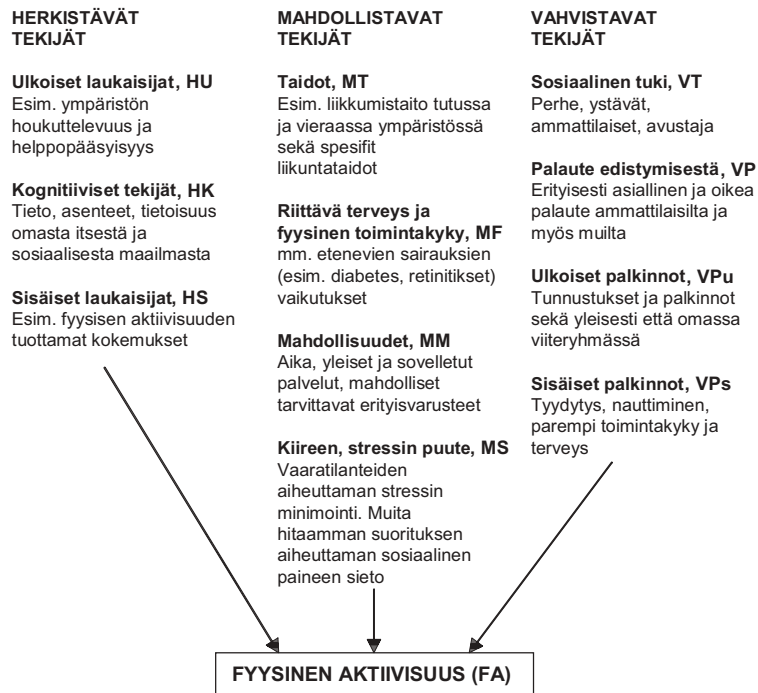 HERKISTÄVÄT
TEKIJÄT
Ulkoiset laukaisijat, HU
Esim. ympäristön
houkuttelevuus ja
helppopääsyisyys
Kognitiiviset tekijät, HK
Tieto, asenteet, tietoisuus
omasta itsestä ja
sosiaalisesta maailmasta
Sisäiset laukaisijat, HS
Esim. fyysisen aktiivisuuden
tuottamat kokemukset
MAHDOLLISTAVAT
TEKIJÄT
Taidot, MT
Esim. liikkumistaito tutussa
ja vieraassa ympäristössä
sekä spesifit
liikuntataidot
Riittävä terveys ja
fyysinen toimintakyky, MF
mm. etenevien sairauksien
(esim. diabetes, retinitikset)
vaikutukset
Mahdollisuudet, MM
Aika, yleiset ja sovelletut
palvelut, mahdolliset
tarvittavat erityisvarusteet
Kiireen, stressin puute, MS
Vaaratilanteiden
aiheuttaman stressin
minimointi. Muita
hitaamman suorituksen
aiheuttaman sosiaalinen
paineen sieto
VAHVISTAVAT
TEKIJÄT
Sosiaalinen tuki, VT
Perhe, ystävät,
ammattilaiset, avustaja
Palaute edistymisestä, VP
Erityisesti asiallinen ja oikea
palaute ammattilaisilta ja
myös muilta
Ulkoiset palkinnot, VPu
Tunnustukset ja palkinnot
sekä yleisesti että omassa
viiteryhmässä
Sisäiset palkinnot, VPs
Tyydytys, nauttiminen,
parempi toimintakyky ja
terveys
FYYSINEN AKTIIVISUUS (FA)